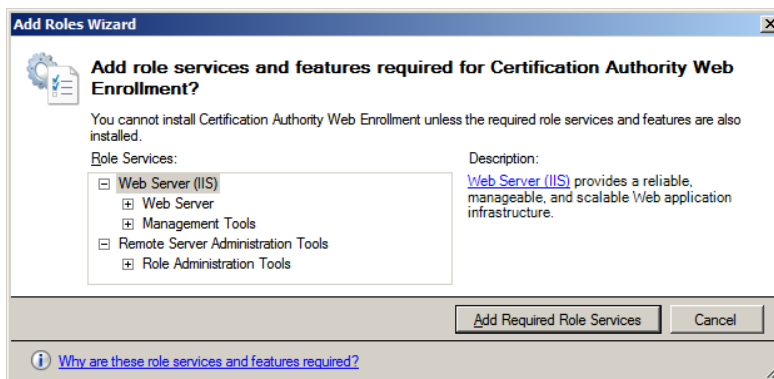 Add Roles Wizard
Add role services and features required for Certification Authority Web
Enrollment?
You cannot install Certification Authority Web Enrollment unless the required role services and features are also
installed.
Role Services:
Description:
Web Server (IIS)
Web Server
Management Tools
Remote Server Administration Tools
Role Administration Tools
Web Server (IIS) provides a reliable,
manageable, and scalable Web application
infrastructure.
Add Required Role Services
Cancel
Why are these role services and features required?